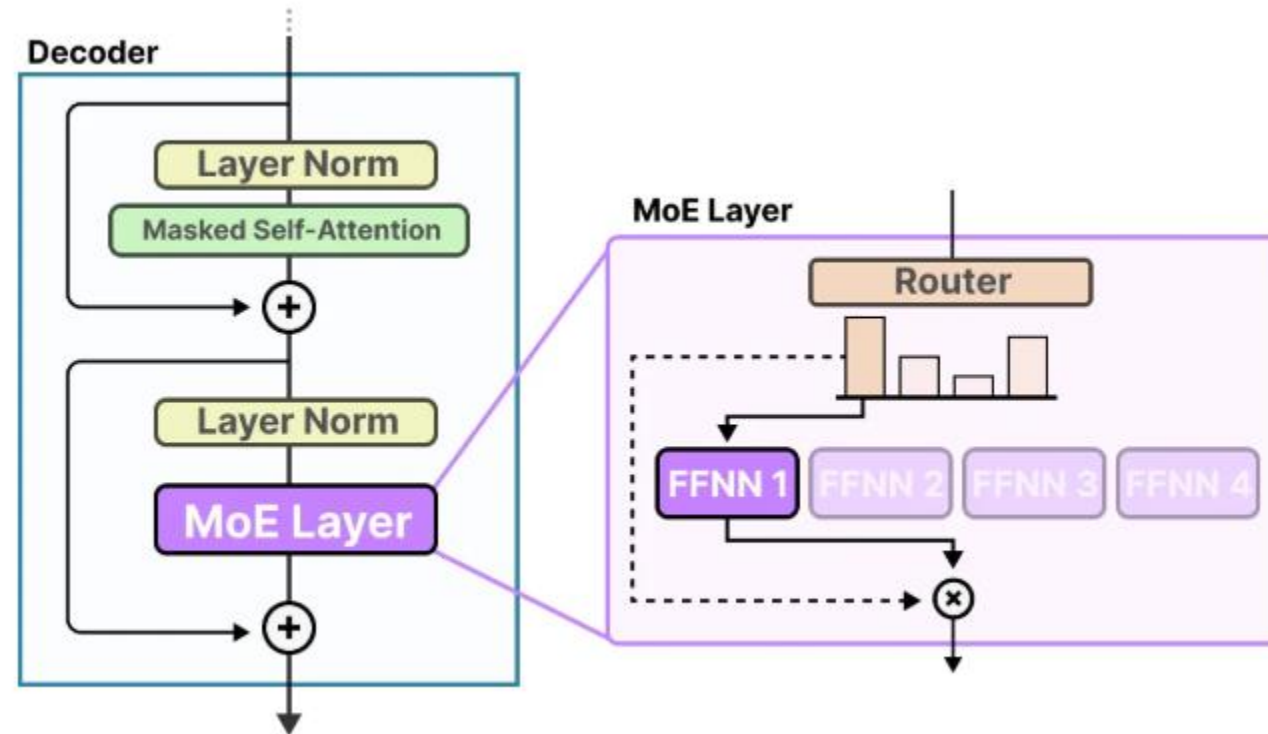 Decoder
Layer Norm
Masked Self-Attention
+
Layer Norm
MoE Layer
+
MoE Layer
Router
FFNN 1
FFNN 2
FFNN 3
FFNN 4
×